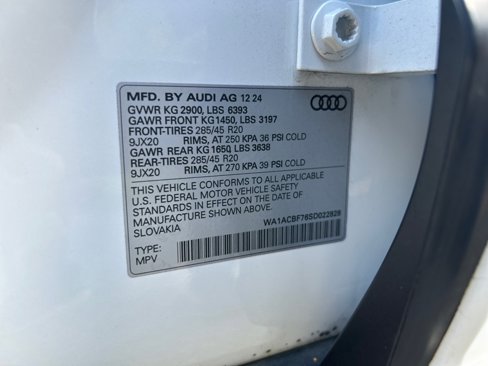 MFD. BY AUDI AG 12 24
GVWR KG 2900, LBS 6393
GAWR FRONT KG1450, LBS 3197
FRONT-TIRES 285/45 R20
9JX20 RIMS, AT 250 KPA 36 PSI COLD
GAWR REAR KG 1650, LBS 3638
REAR-TIRES 285/45 R20
9JX20 RIMS, AT 270 KPA 39 PSI COLD
THIS VEHICLE CONFORMS TO ALL APPLICABLE
U.S. FEDERAL MOTOR VEHICLE SAFETY
STANDARDS IN EFFECT ON THE DATE OF
MANUFACTURE SHOWN ABOVE.
SLOVAKIA
WA1ACBF76SD022828
TYPE:
MPV